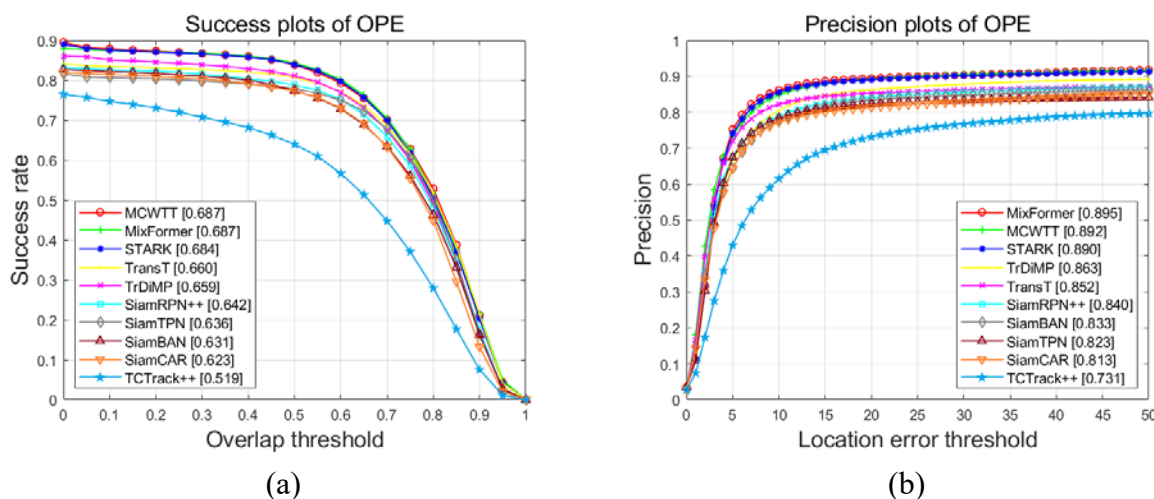 Success plots of OPE
0.9
0.8
0.7
0.6
0.5
0.4
0.3
0.2
0.1
0
Success rate
MCWTT [0.687]
MixFormer [0.687]
STARK [0.684]
TransT [0.660]
TrDiMP [0.659]
SiamRPN++ [0.642]
SiamTPN [0.636]
SiamBAN [0.631]
SiamCAR [0.623]
TCTrack++ [0.519]
0 0.1 0.2 0.3 0.4 0.5 0.6 0.7 0.8 0.9 1
Overlap threshold
(a)
Precision plots of OPE
1
0.9
0.8
0.7
0.6
0.5
0.4
0.3
0.2
0.1
0
Precision
MixFormer [0.895]
MCWTT [0.892]
STARK [0.890]
TrDiMP [0.863]
TransT [0.852]
SiamRPN++ [0.840]
SiamBAN [0.833]
SiamTPN [0.823]
SiamCAR [0.813]
TCTrack++ [0.731]
0 5 10 15 20 25 30 35 40 45 50
Location error threshold
(b)